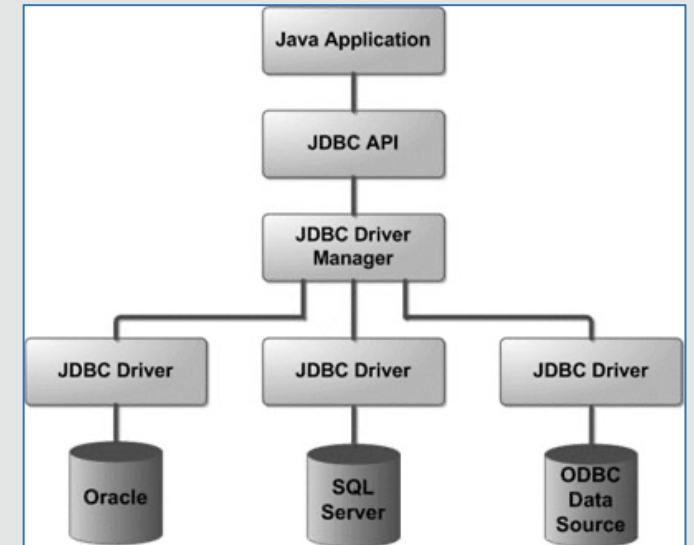 Java Application
JDBC API
JDBC Driver
Manager
JDBC Driver
JDBC Driver
JDBC Driver
Oracle
SQL
Server
ODBC
Data
Source